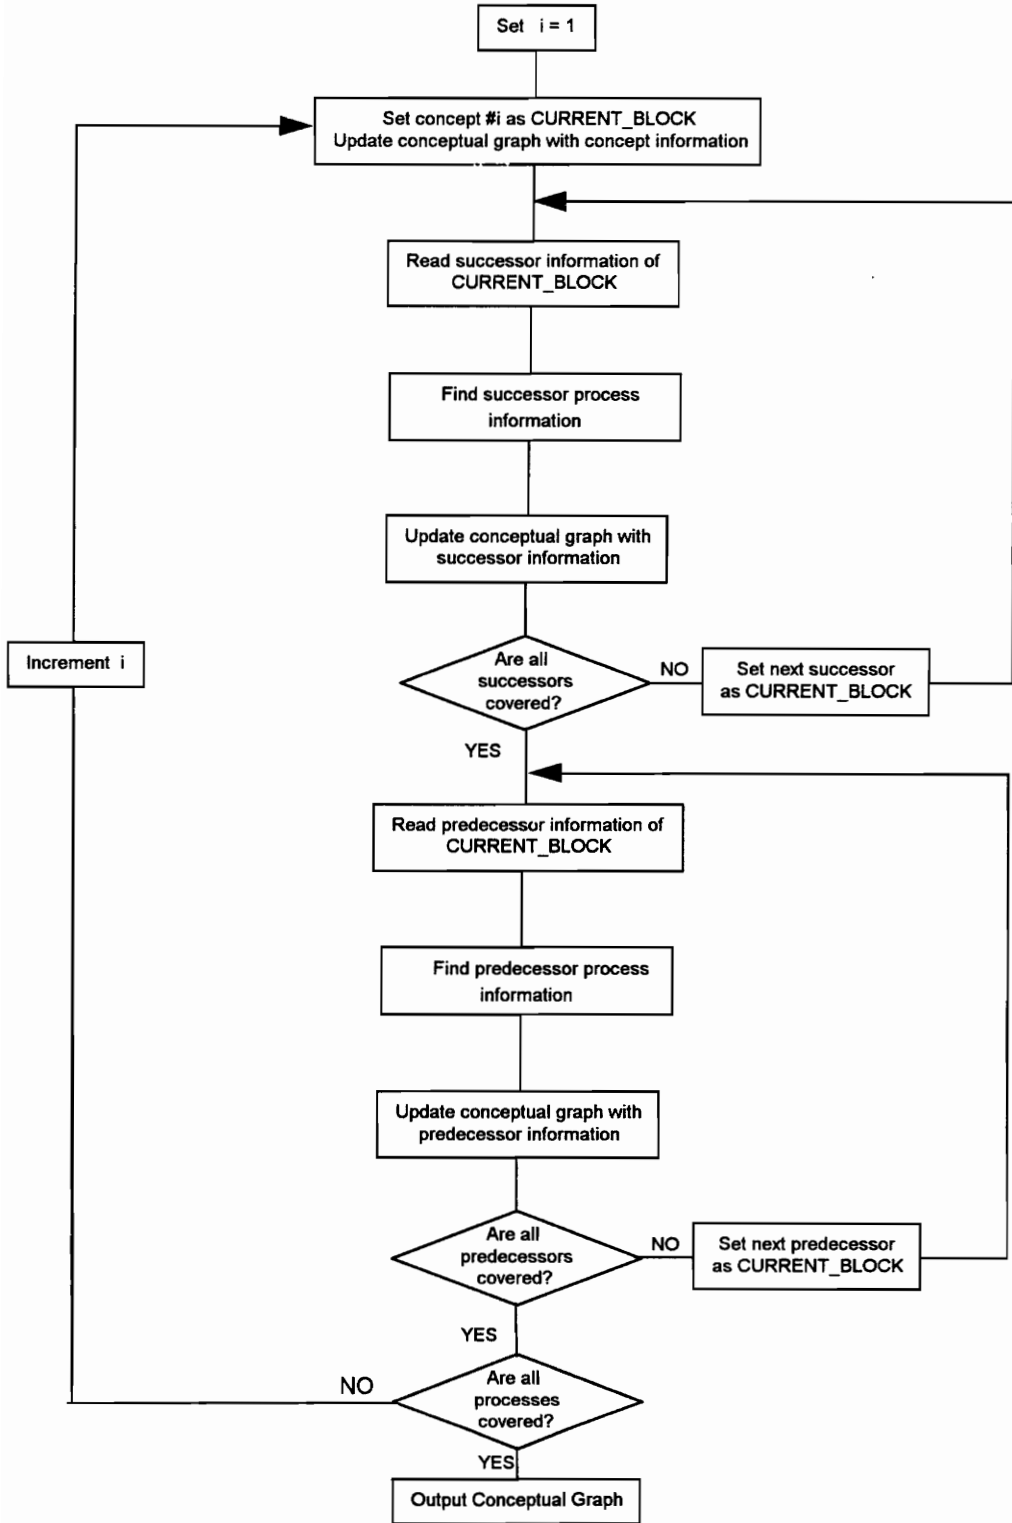 Set i = 1
Set concept #i as CURRENT_BLOCK
Update conceptual graph with concept information
Read successor information of
CURRENT_BLOCK
Find successor process
information
Update conceptual graph with
successor information
Increment i
Are all
successors
covered?
NO
Set next successor
as CURRENT_BLOCK
YES
Read predecessor information of
CURRENT_BLOCK
Find predecessor process
information
Update conceptual graph with
predecessor information
Are all
predecessors
covered?
NO
Set next predecessor
as CURRENT_BLOCK
YES
Are all
processes
covered?
NO
YES
Output Conceptual Graph